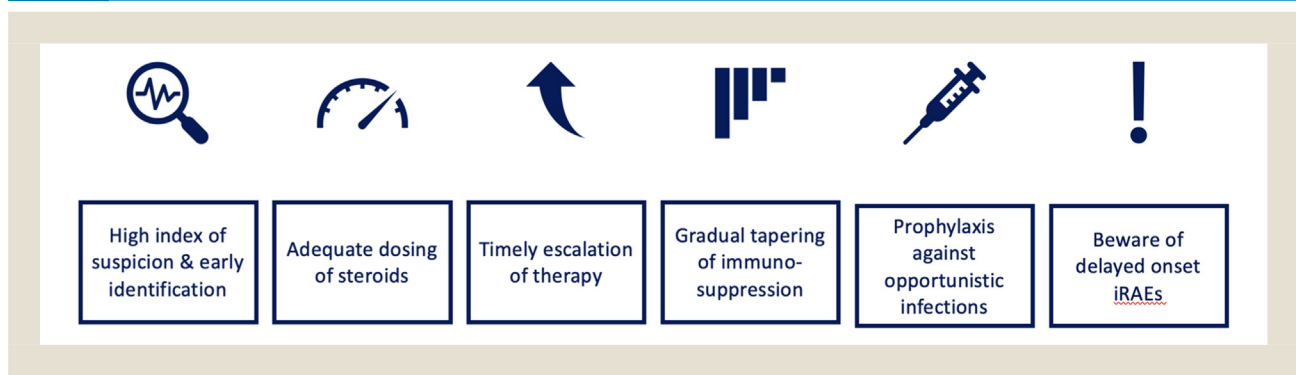 High index of
suspicion & early
identification
Adequate dosing
of steroids
Timely escalation
of therapy
Gradual tapering
of immuno-
suppression
Prophylaxis
against
opportunistic
infections
Beware of
delayed onset
iRAEs